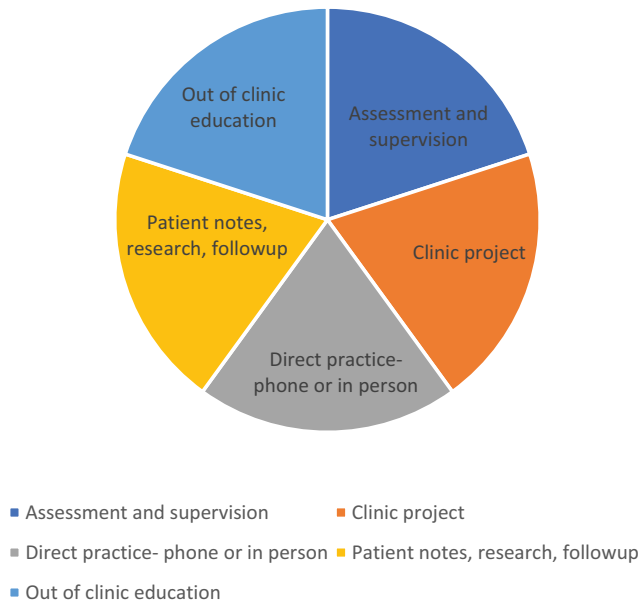 Out of clinic
education
Assessment and
supervision
Patient notes,
research, followup
Clinic project
Direct practice-
phone or in person
Assessment and supervision
Clinic project
Direct practice- phone or in person
Patient notes, research, followup
Out of clinic education